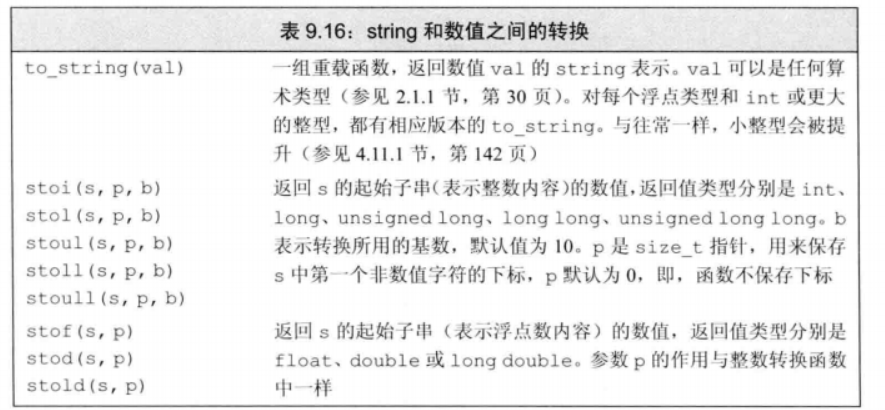 表 9.16：string 和数值之间的转换
to_string(val) 一组重载函数，返回数值 val 的 string 表示。val 可以是任何算
术类型（参见 2.1.1 节，第 30 页）。对每个浮点类型和 int 或更大
的整型，都有相应版本的 to_string。与往常一样，小整型会被提
升（参见 4.11.1 节，第 142 页）
stoi(s, p, b) 返回 s 的起始子串（表示整数内容）的数值，返回值类型分别是 int、
stol(s, p, b) long、unsigned long、long long、unsigned long long。b
stoul(s, p, b) 表示转换所用的基数，默认值为 10。p 是 size_t 指针，用来保存
stoll(s, p, b) s 中第一个非数值字符的下标，p 默认为 0，即，函数不保存下标
stoull(s, p, b)
stof(s, p) 返回 s 的起始子串（表示浮点数内容）的数值，返回值类型分别是
stod(s, p) float、double 或 long double。参数 p 的作用与整数转换函数
stold(s, p) 中一样